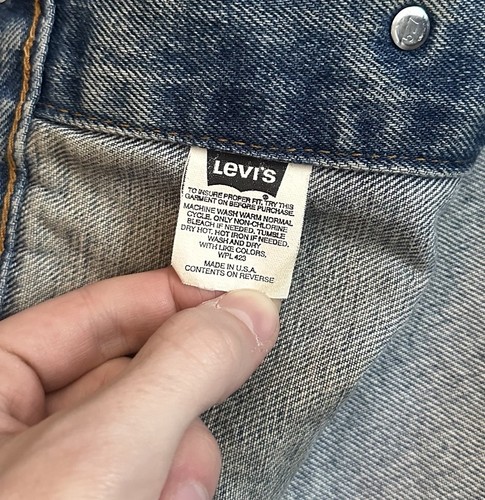 Levi's
TO INSURE PROPER FIT, TRY THIS
GARMENT ON BEFORE PURCHASE.
MACHINE WASH WARM NORMAL
CYCLE. ONLY NON-CHLORINE
BLEACH IF NEEDED. TUMBLE
DRY HOT. HOT IRON IF NEEDED.
WASH AND DRY
WITH LIKE COLORS.
WPL 423
MADE IN U.S.A.
CONTENTS ON REVERSE